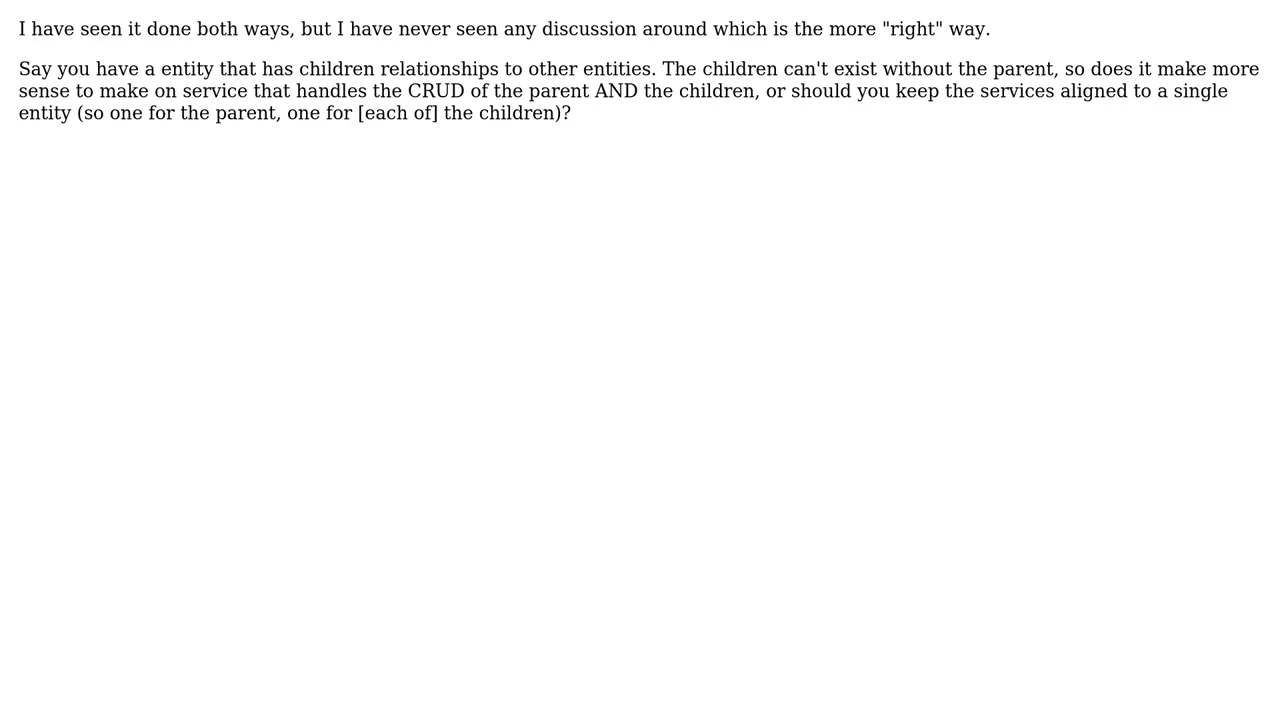 I have seen it done both ways, but I have never seen any discussion around which is the more "right" way.
Say you have a entity that has children relationships to other entities. The children can't exist without the parent, so does it make more
sense to make on service that handles the CRUD of the parent AND the children, or should you keep the services aligned to a single
entity (so one for the parent, one for [each of] the children)?